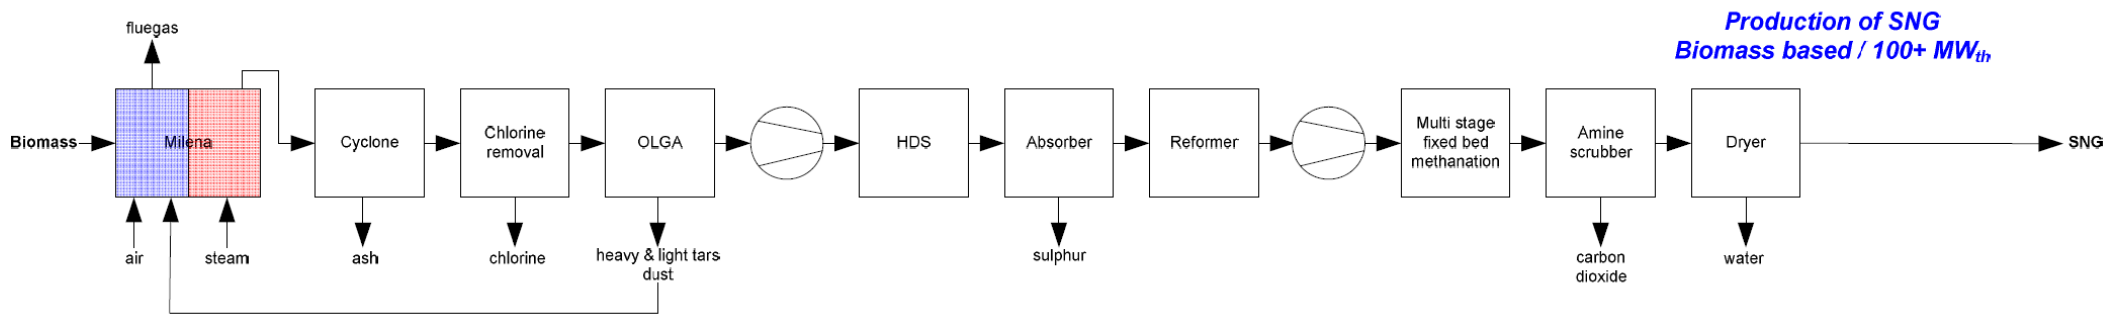 Production of SNG
Biomass based / 100+ MWth
fluegas
Biomass
Milena
Cyclone
Chlorine
removal
OLGA
HDS
Absorber
Reformer
Multi stage
fixed bed
methanation
Amine
scrubber
Dryer
SNG
air
steam
ash
chlorine
heavy & light tars
dust
sulphur
carbon
dioxide
water